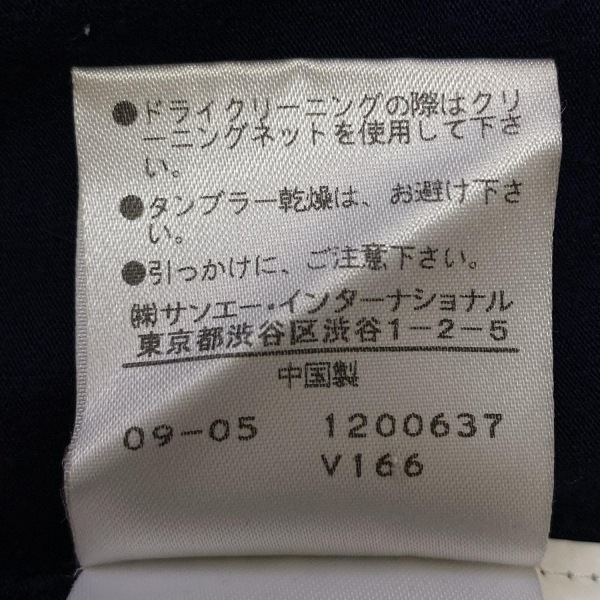 ●ドライクリーニングの際はクリ
ーニングネットを使用して下さ
い。
●タンブラー乾燥は、お避け下さ
い。
●引っかけに、ご注意下さい。
㈱サンエー・インターナショナル
東京都渋谷区渋谷1-2-5
中国製
09-05 1200637
V166